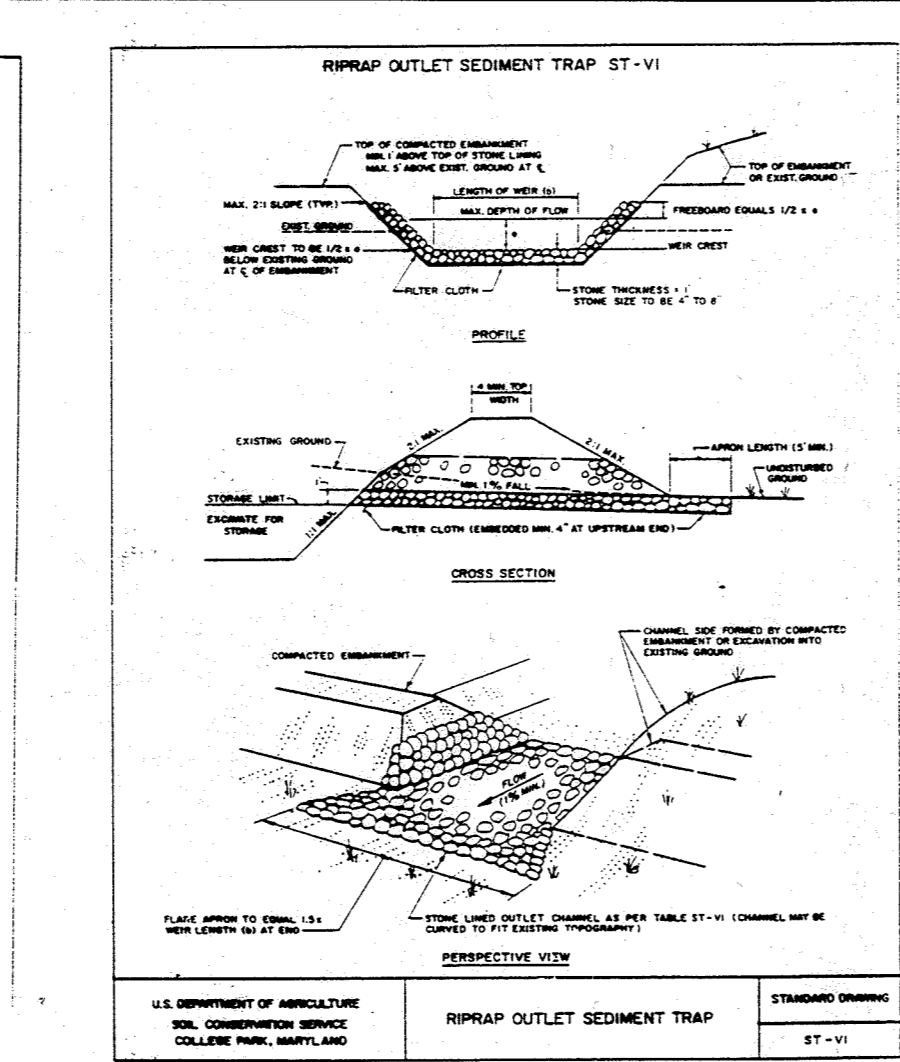 RIPRAP OUTLET SEDIMENT TRAP ST-VI
TOP OF COMPACTED EMBANKMENT
MIN. 1' ABOVE TOP OF STONE LINING
MAX. 5' ABOVE EXIST. GROUND AT ℄
TOP OF EMBANKMENT
OR EXIST. GROUND
LENGTH OF WEIR (b)
MAX. 2:1 SLOPE (TYP.)
MAX. DEPTH OF FLOW
FREEBOARD EQUALS 1/2 x a
EXIST. GROUND
a
WEIR CREST TO BE 1/2 x a
BELOW EXISTING GROUND
AT ℄ OF EMBANKMENT
WEIR CREST
FILTER CLOTH
STONE THICKNESS = 1'
STONE SIZE TO BE 4" TO 8"
PROFILE
4' MIN. TOP
WIDTH
EXISTING GROUND
2:1 MAX.
2:1 MAX.
APRON LENGTH (5' MIN.)
UNDISTURBED
GROUND
MIN. 1% FALL
1'
STORAGE LIMIT
EXCAVATE FOR
STORAGE
1:1 MAX.
FILTER CLOTH (EMBEDDED MIN. 4" AT UPSTREAM END)
CROSS SECTION
CHANNEL SIDE FORMED BY COMPACTED
EMBANKMENT OR EXCAVATION INTO
EXISTING GROUND
COMPACTED EMBANKMENT
FLOW
(1% MIN.)
FLARE APRON TO EQUAL 1.5 x
WEIR LENGTH (b) AT END
STONE LINED OUTLET CHANNEL AS PER TABLE ST-VI (CHANNEL MAY BE
CURVED TO FIT EXISTING TOPOGRAPHY)
PERSPECTIVE VIEW
U.S. DEPARTMENT OF AGRICULTURE
SOIL CONSERVATION SERVICE
COLLEGE PARK, MARYLAND
RIPRAP OUTLET SEDIMENT TRAP
STANDARD DRAWING
ST-VI